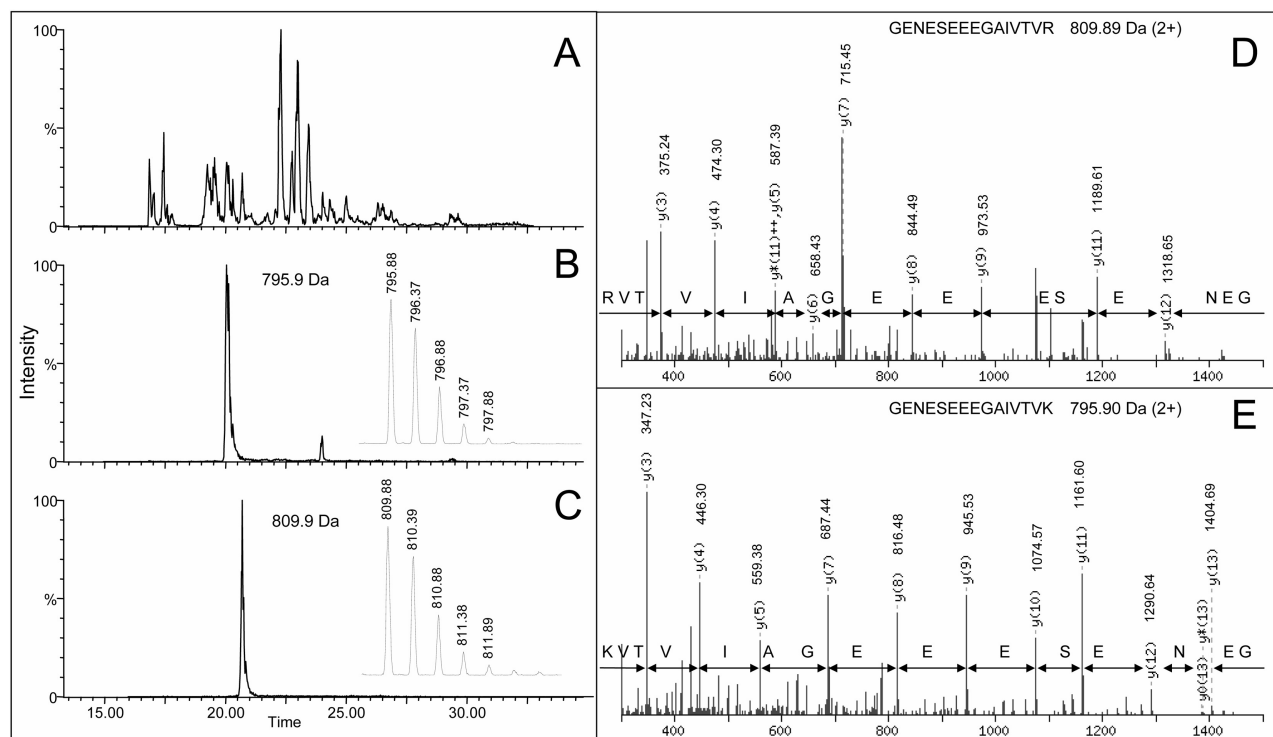 A
100
%
0
B
795.9 Da
100
%
0
795.88
796.37
796.88
797.37
797.88
C
809.9 Da
100
%
0
809.88
810.39
810.88
811.38
811.89
Intensity
15.00 20.00 25.00 30.00
Time
GENESEEEGAIVTVR 809.89 Da (2+)
D
y(3) 375.24
y(4) 474.30
y*(11)++,y(5) 587.39
y(6) 658.43
y(7) 715.45
y(8) 844.49
y(9) 973.53
y(11) 1189.61
y(12) 1318.65
R V T V I A G E E E S E N E G
400 600 800 1000 1200 1400
GENESEEEGAIVTVK 795.90 Da (2+)
E
y(3) 347.23
y(4) 446.30
y(5) 559.38
y(7) 687.44
y(8) 816.48
y(9) 945.53
y(10) 1074.57
y(11) 1161.60
y(12) 1290.64
y0(13) y*(13)
y(13) 1404.69
K V T V I A G E E E S E N E G
400 600 800 1000 1200 1400